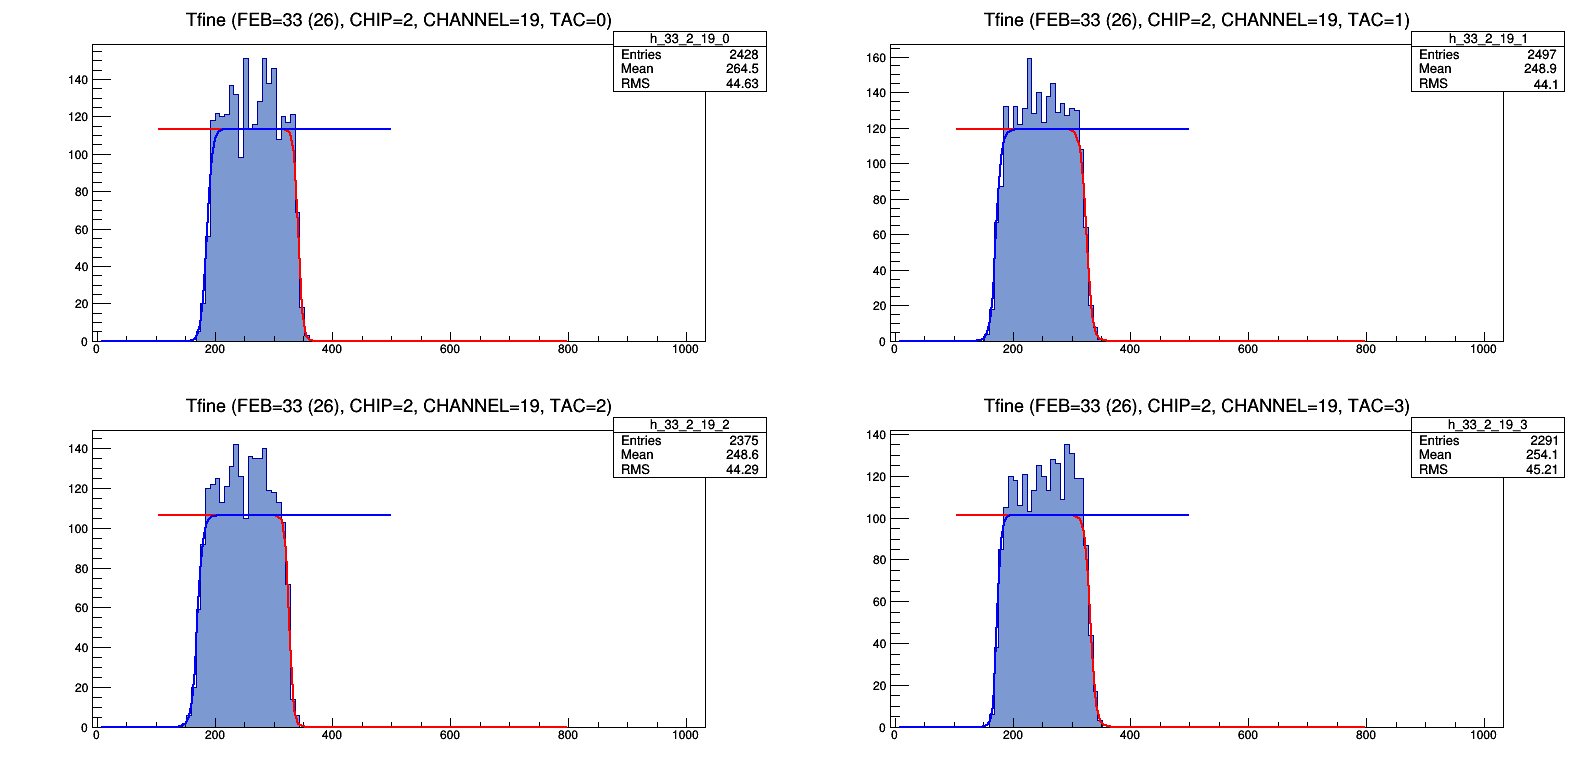 Tfine (FEB=33 (26), CHIP=2, CHANNEL=19, TAC=0)
h_33_2_19_0
Entries 2428
Mean 264.5
RMS 44.63
140
120
100
80
60
40
20
0
0 200 400 600 800 1000
Tfine (FEB=33 (26), CHIP=2, CHANNEL=19, TAC=1)
h_33_2_19_1
Entries 2497
Mean 248.9
RMS 44.1
160
140
120
100
80
60
40
20
0
0 200 400 600 800 1000
Tfine (FEB=33 (26), CHIP=2, CHANNEL=19, TAC=2)
h_33_2_19_2
Entries 2375
Mean 248.6
RMS 44.29
140
120
100
80
60
40
20
0
0 200 400 600 800 1000
Tfine (FEB=33 (26), CHIP=2, CHANNEL=19, TAC=3)
h_33_2_19_3
Entries 2291
Mean 254.1
RMS 45.21
140
120
100
80
60
40
20
0
0 200 400 600 800 1000